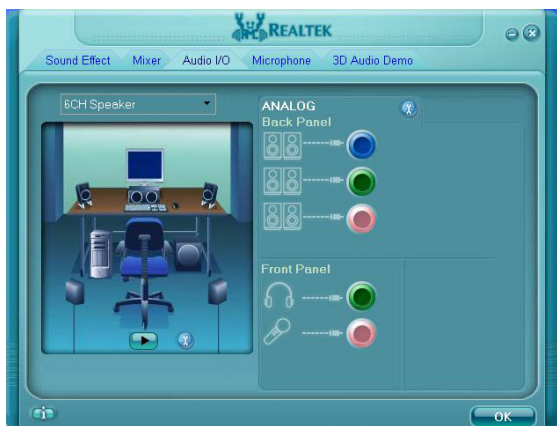 REALTEK
Sound Effect Mixer Audio I/O Microphone 3D Audio Demo
6CH Speaker
ANALOG
Back Panel
Front Panel
OK